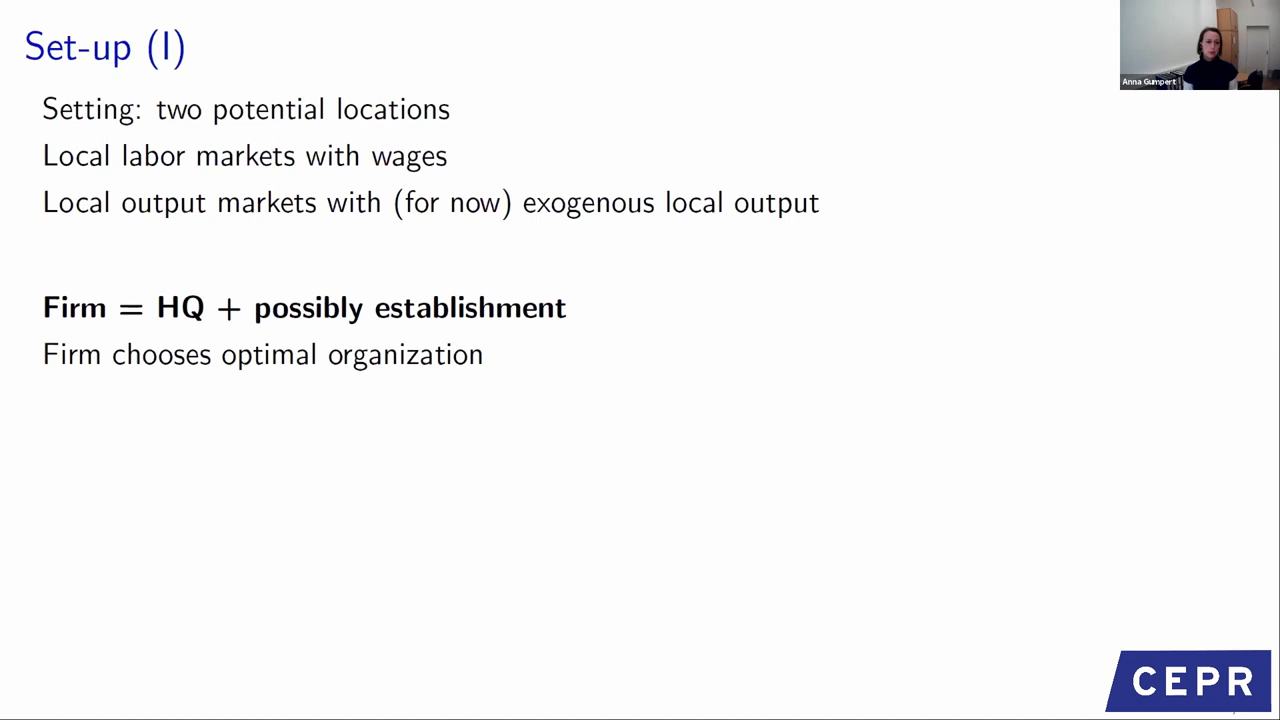 Set-up (I)
Anna Gumpert
Setting: two potential locations
Local labor markets with wages
Local output markets with (for now) exogenous local output
Firm = HQ + possibly establishment
Firm chooses optimal organization
CEPR